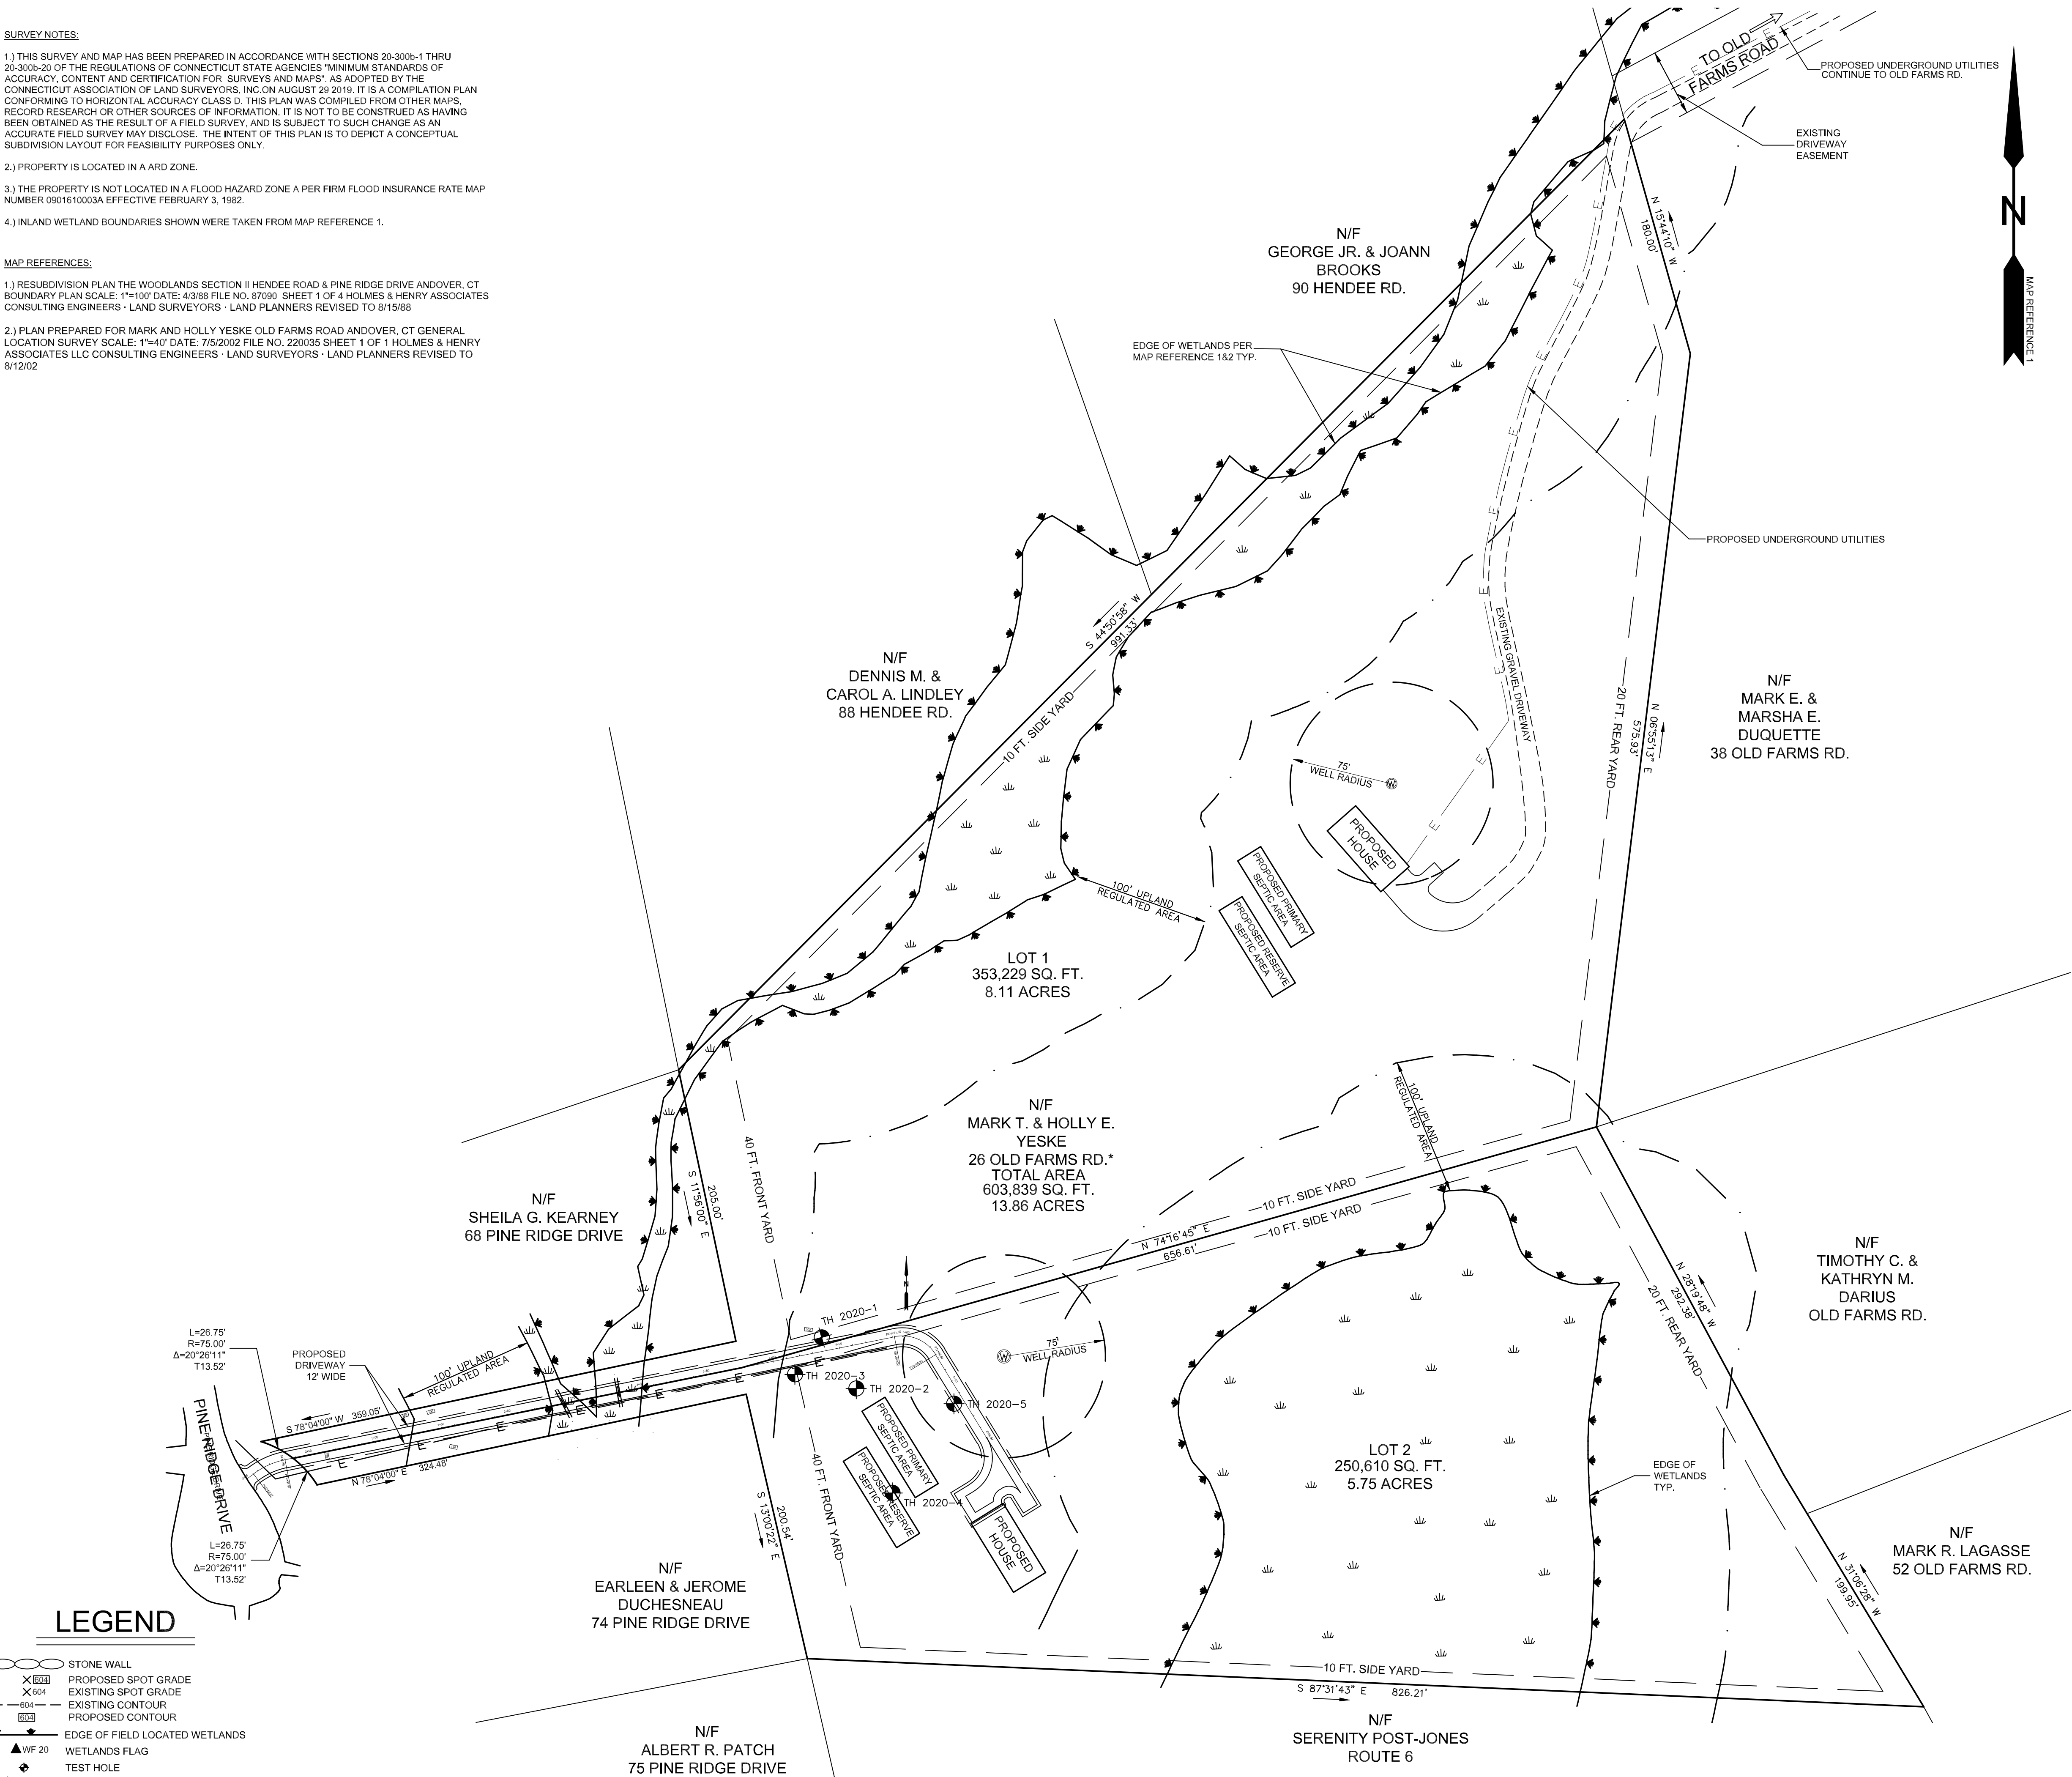 SURVEY NOTES:
1.) THIS SURVEY AND MAP HAS BEEN PREPARED IN ACCORDANCE WITH SECTIONS 20-300b-1 THRU
20-300b-20 OF THE REGULATIONS OF CONNECTICUT STATE AGENCIES "MINIMUM STANDARDS OF
ACCURACY, CONTENT AND CERTIFICATION FOR SURVEYS AND MAPS". AS ADOPTED BY THE
CONNECTICUT ASSOCIATION OF LAND SURVEYORS, INC.ON AUGUST 29 2019. IT IS A COMPILATION PLAN
CONFORMING TO HORIZONTAL ACCURACY CLASS D. THIS PLAN WAS COMPILED FROM OTHER MAPS,
RECORD RESEARCH OR OTHER SOURCES OF INFORMATION. IT IS NOT TO BE CONSTRUED AS HAVING
BEEN OBTAINED AS THE RESULT OF A FIELD SURVEY, AND IS SUBJECT TO SUCH CHANGE AS AN
ACCURATE FIELD SURVEY MAY DISCLOSE. THE INTENT OF THIS PLAN IS TO DEPICT A CONCEPTUAL
SUBDIVISION LAYOUT FOR FEASIBILITY PURPOSES ONLY.
2.) PROPERTY IS LOCATED IN A ARD ZONE.
3.) THE PROPERTY IS NOT LOCATED IN A FLOOD HAZARD ZONE A PER FIRM FLOOD INSURANCE RATE MAP
NUMBER 0901610003A EFFECTIVE FEBRUARY 3, 1982.
4.) INLAND WETLAND BOUNDARIES SHOWN WERE TAKEN FROM MAP REFERENCE 1.
MAP REFERENCES:
1.) RESUBDIVISION PLAN THE WOODLANDS SECTION II HENDEE ROAD & PINE RIDGE DRIVE ANDOVER, CT
BOUNDARY PLAN SCALE: 1"=100' DATE: 4/3/88 FILE NO. 87090 SHEET 1 OF 4 HOLMES & HENRY ASSOCIATES
CONSULTING ENGINEERS · LAND SURVEYORS · LAND PLANNERS REVISED TO 8/15/88
2.) PLAN PREPARED FOR MARK AND HOLLY YESKE OLD FARMS ROAD ANDOVER, CT GENERAL
LOCATION SURVEY SCALE: 1"=40' DATE: 7/5/2002 FILE NO. 220035 SHEET 1 OF 1 HOLMES & HENRY
ASSOCIATES LLC CONSULTING ENGINEERS · LAND SURVEYORS · LAND PLANNERS REVISED TO
8/12/02
TO OLD
FARMS ROAD
PROPOSED UNDERGROUND UTILITIES
CONTINUE TO OLD FARMS RD.
EXISTING
DRIVEWAY
EASEMENT
N
MAP REFERENCE 1
N 15°44'10" W
180.00'
N/F
GEORGE JR. & JOANN
BROOKS
90 HENDEE RD.
EDGE OF WETLANDS PER
MAP REFERENCE 1&2 TYP.
E E E E E E E E E E E E
PROPOSED UNDERGROUND UTILITIES
S 44°50'58" W
991.33'
10 FT. SIDE YARD
N/F
DENNIS M. &
CAROL A. LINDLEY
88 HENDEE RD.
EXISTING GRAVEL DRIVEWAY
20 FT. REAR YARD
N 06°55'13" E
575.93'
N/F
MARK E. &
MARSHA E.
DUQUETTE
38 OLD FARMS RD.
75'
WELL RADIUS
W
PROPOSED
HOUSE
PROPOSED PRIMARY
SEPTIC AREA
PROPOSED RESERVE
SEPTIC AREA
100' UPLAND
REGULATED AREA
LOT 1
353,229 SQ. FT.
8.11 ACRES
N/F
MARK T. & HOLLY E.
YESKE
26 OLD FARMS RD.*
TOTAL AREA
603,839 SQ. FT.
13.86 ACRES
100' UPLAND
REGULATED AREA
40 FT. FRONT YARD
205.00'
S 11°56'00" E
N/F
SHEILA G. KEARNEY
68 PINE RIDGE DRIVE
10 FT. SIDE YARD
N 74°16'45" E
656.61'
10 FT. SIDE YARD
N 28°19'48" W
292.38'
20 FT. REAR YARD
N/F
TIMOTHY C. &
KATHRYN M.
DARIUS
OLD FARMS RD.
L=26.75'
R=75.00'
Δ=20°26'11"
T13.52'
PROPOSED
DRIVEWAY
12' WIDE
100' UPLAND
REGULATED AREA
N
TH 2020-1
TH 2020-3
TH 2020-2
TH 2020-5
TH 2020-4
W
75'
WELL RADIUS
S 78°04'00" W 359.05'
N 78°04'00" E 324.48'
E E E E E E E
PINE RIDGE DRIVE
L=26.75'
R=75.00'
Δ=20°26'11"
T13.52'
PROPOSED PRIMARY
SEPTIC AREA
PROPOSED RESERVE
SEPTIC AREA
PROPOSED
HOUSE
40 FT. FRONT YARD
200.54'
S 13°00'22" E
LOT 2
250,610 SQ. FT.
5.75 ACRES
EDGE OF
WETLANDS
TYP.
N/F
MARK R. LAGASSE
52 OLD FARMS RD.
N 31°06'28" W
199.95'
N/F
EARLEEN & JEROME
DUCHESNEAU
74 PINE RIDGE DRIVE
10 FT. SIDE YARD
S 87°31'43" E 826.21'
N/F
SERENITY POST-JONES
ROUTE 6
N/F
ALBERT R. PATCH
75 PINE RIDGE DRIVE
LEGEND
STONE WALL
604 PROPOSED SPOT GRADE
604 EXISTING SPOT GRADE
604 EXISTING CONTOUR
604 PROPOSED CONTOUR
EDGE OF FIELD LOCATED WETLANDS
WF 20 WETLANDS FLAG
TEST HOLE